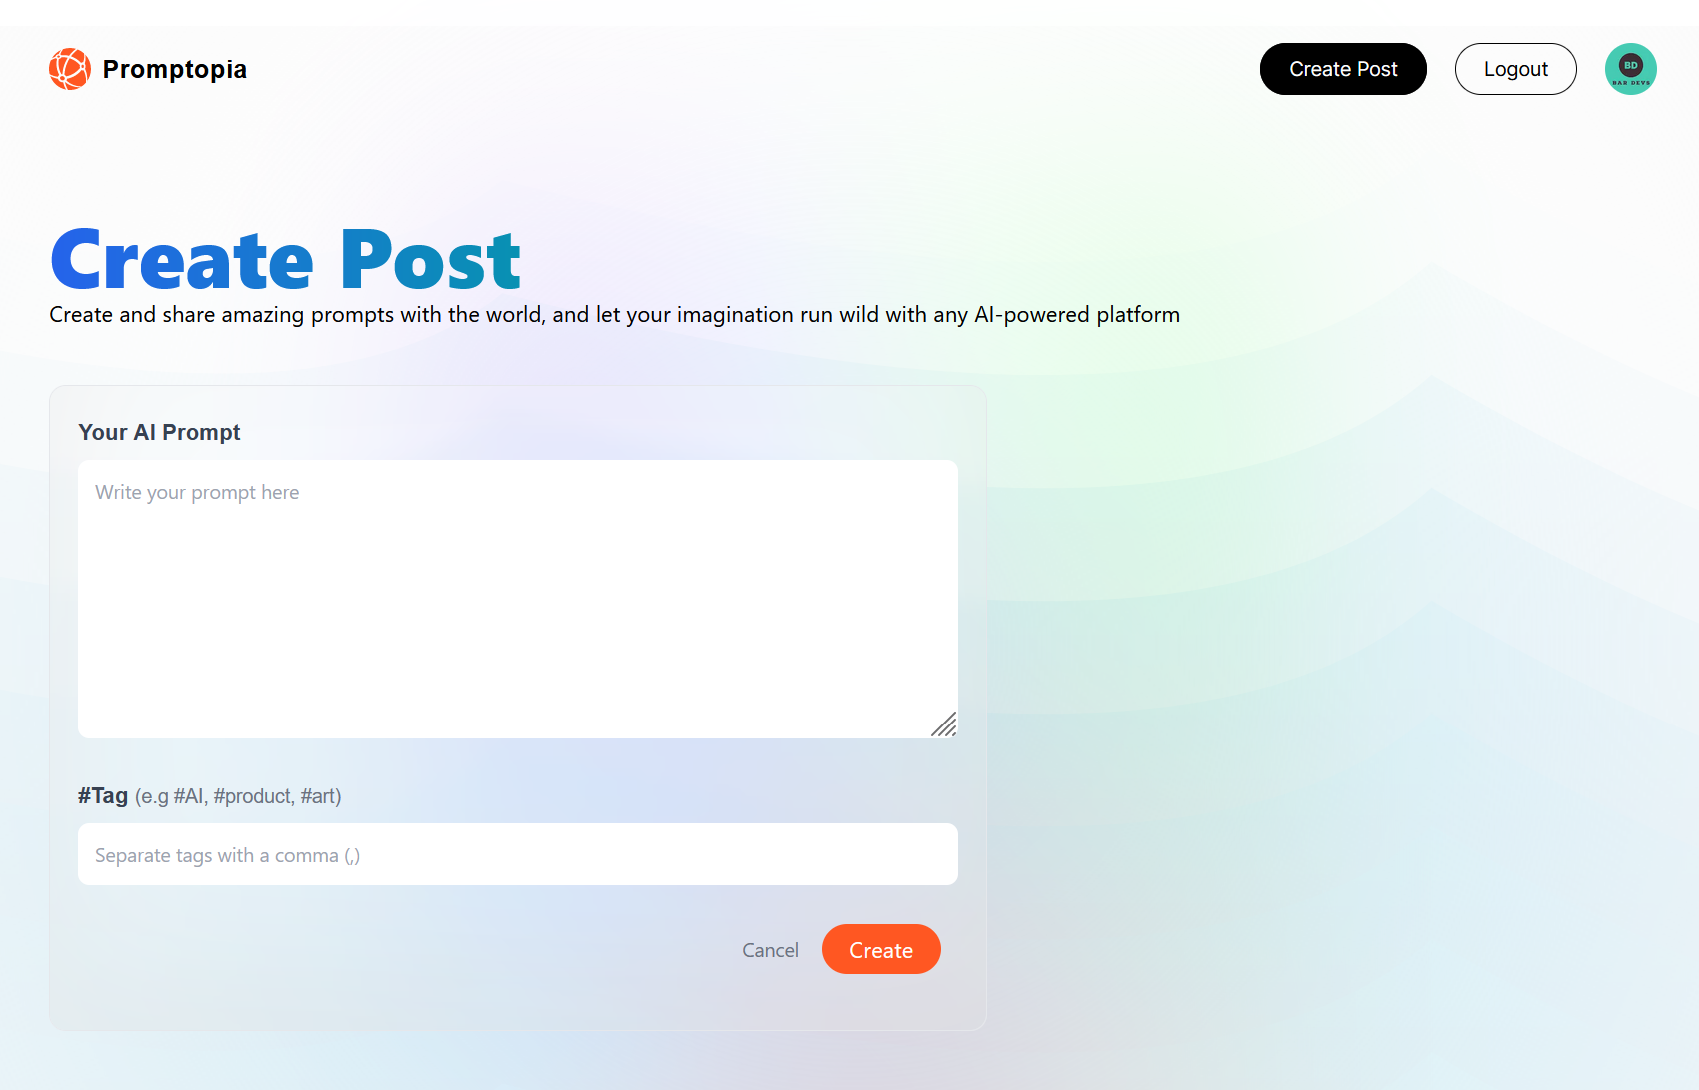 Promptopia
Create Post
Logout
BD
BAR DEVS
Create Post
Create and share amazing prompts with the world, and let your imagination run wild with any AI-powered platform
Your AI Prompt
Write your prompt here
#Tag (e.g #AI, #product, #art)
Separate tags with a comma (,)
Cancel
Create